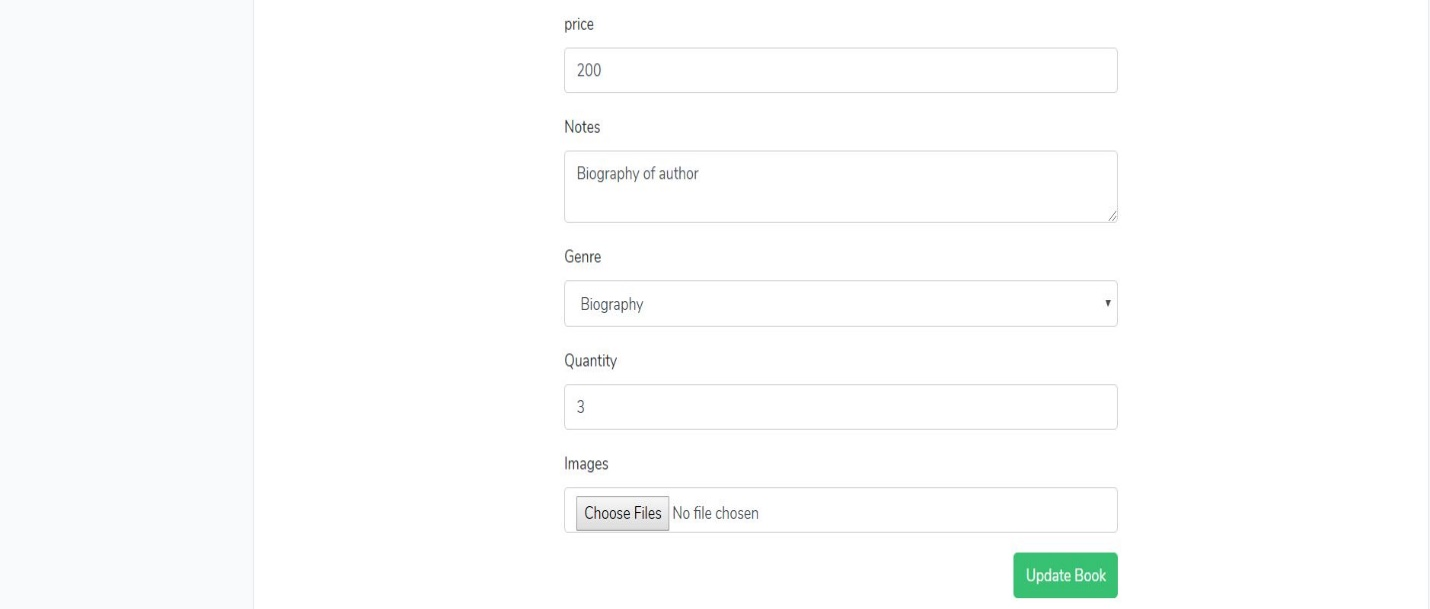 price
200
Notes
Biography of author
Genre
Biography
Quantity
3
Images
Choose Files No file chosen
Update Book